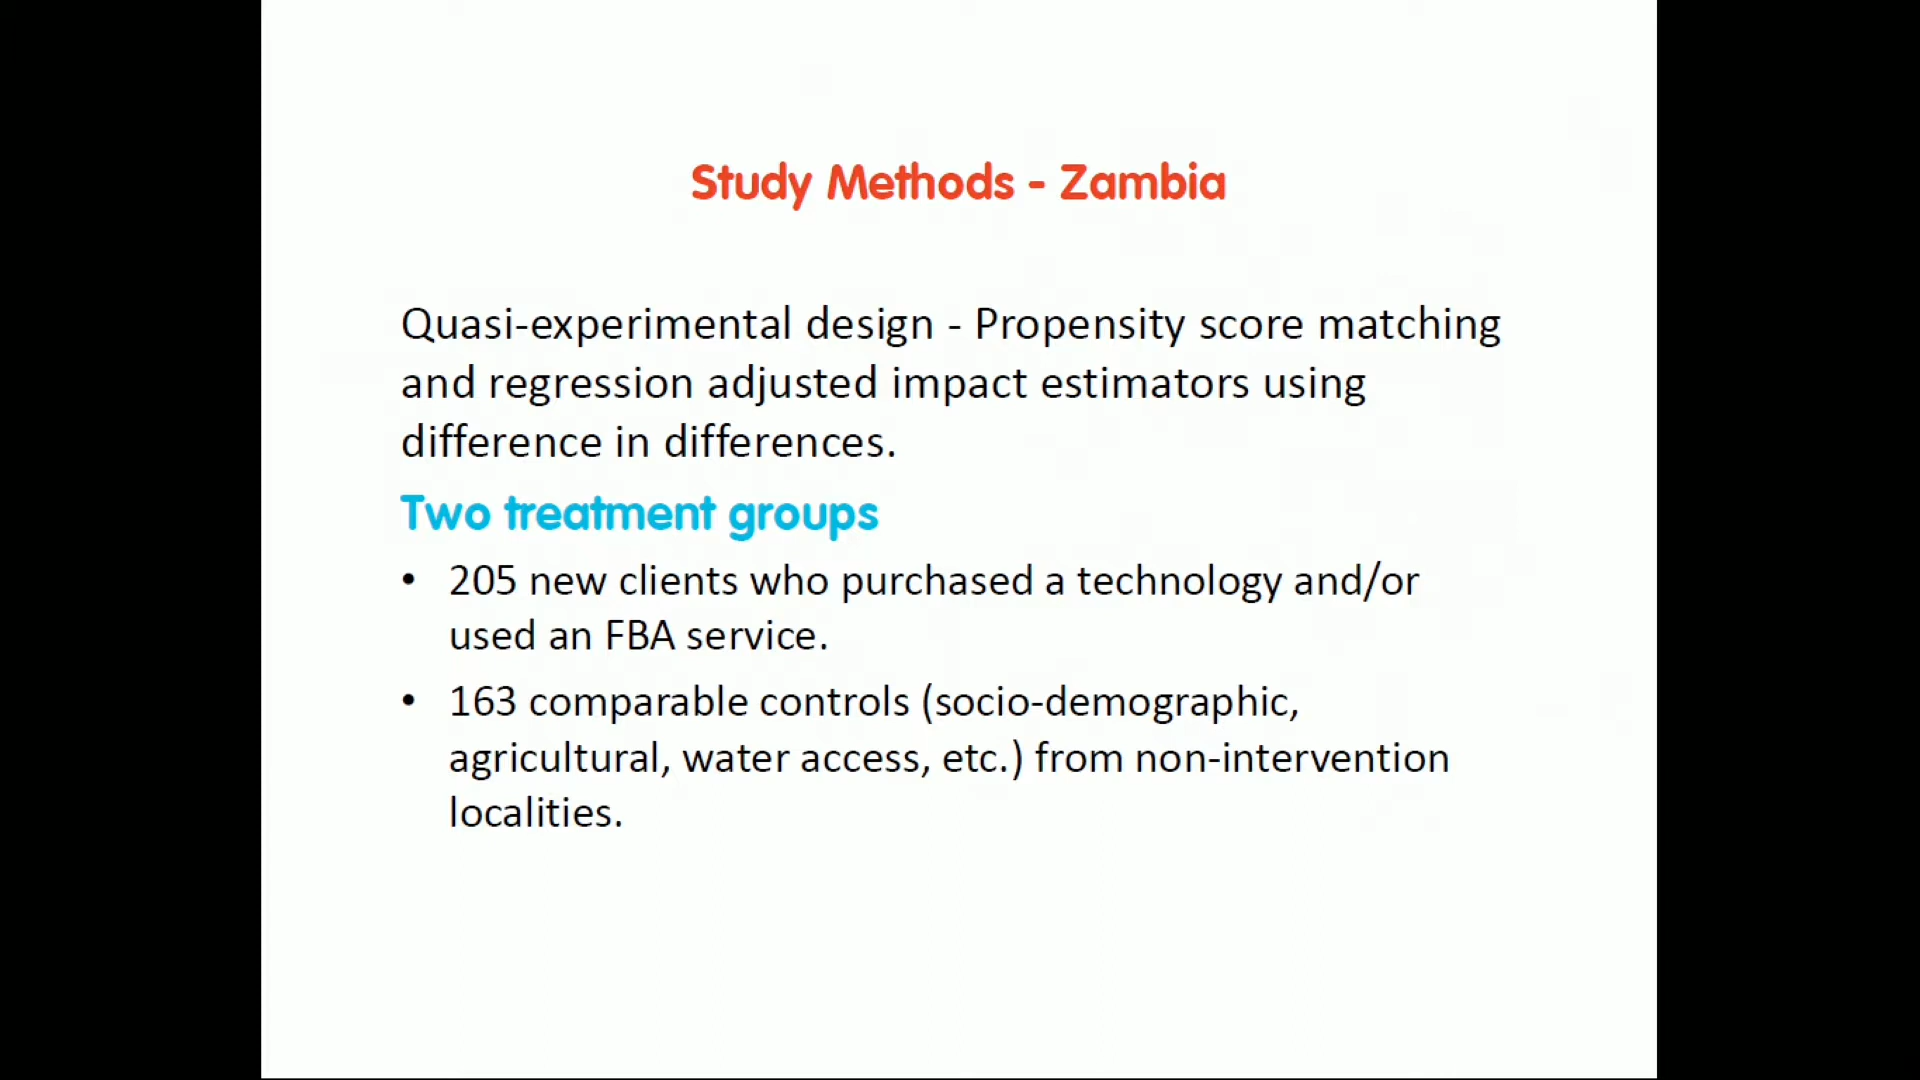 Study Methods - Zambia
Quasi-experimental design - Propensity score matching
and regression adjusted impact estimators using
difference in differences.
Two treatment groups
• 205 new clients who purchased a technology and/or
used an FBA service.
• 163 comparable controls (socio-demographic,
agricultural, water access, etc.) from non-intervention
localities.